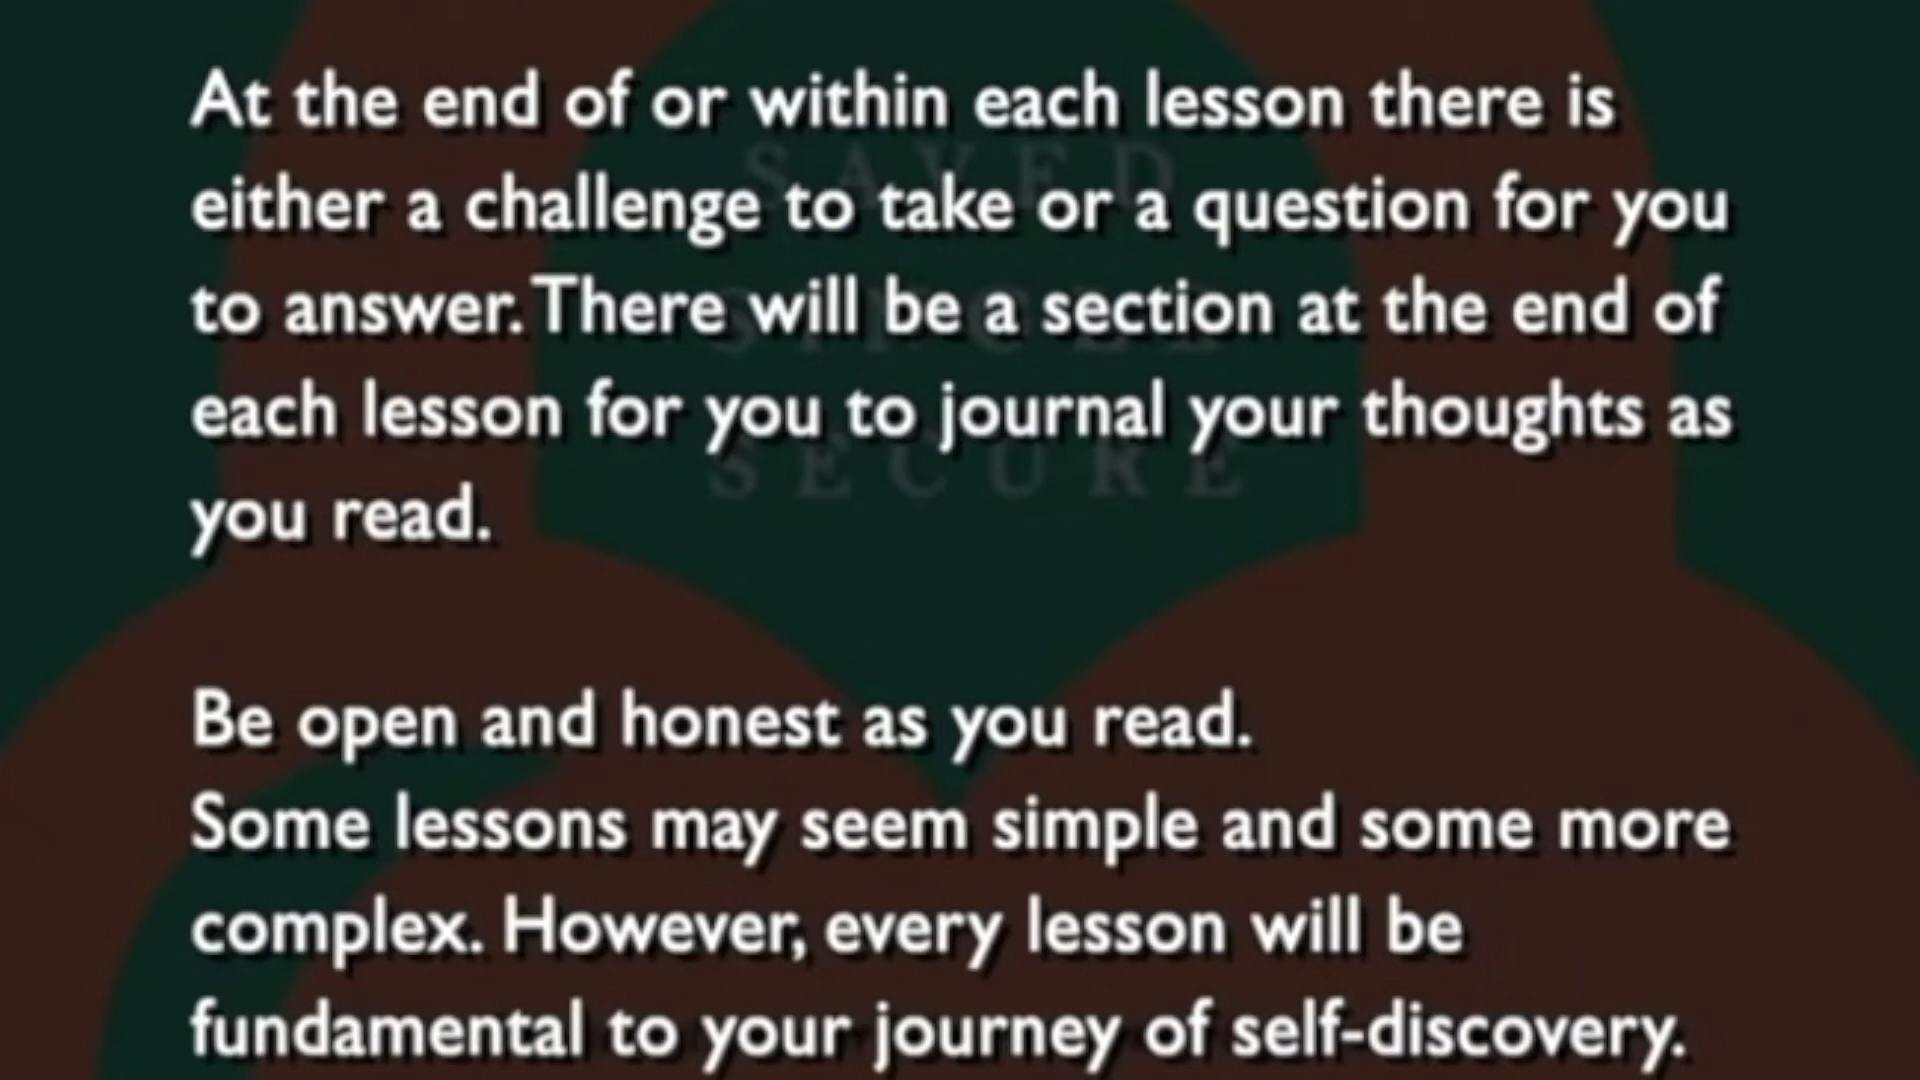 At the end of or within each lesson there is
SAVED
either a challenge to take or a question for you
to answer. There will be a section at the end of
SINGLE
each lesson for you to journal your thoughts as
SECURE
you read.
Be open and honest as you read.
Some lessons may seem simple and some more
complex. However, every lesson will be
fundamental to your journey of self-discovery.